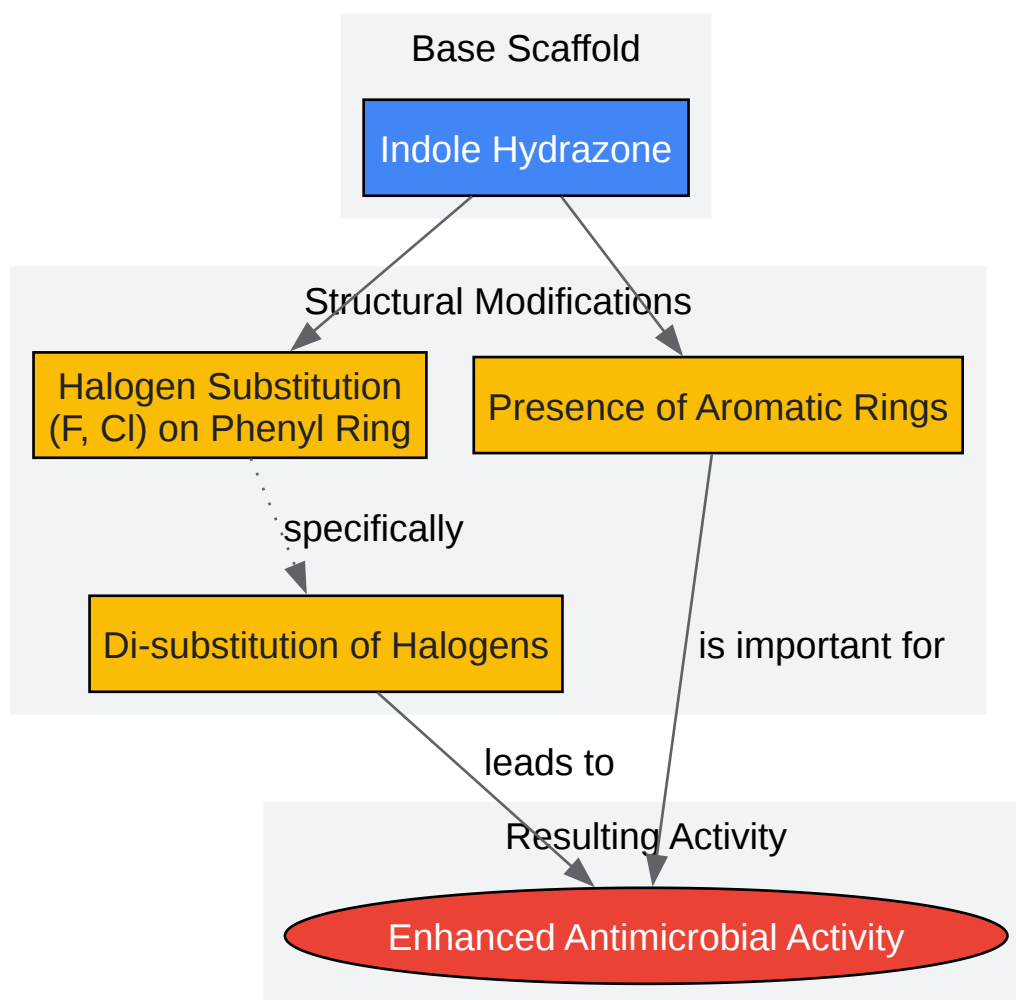 Base Scaffold
Indole Hydrazone
Structural Modifications
Halogen Substitution
(F, Cl) on Phenyl Ring
Presence of Aromatic Rings
specifically
Di-substitution of Halogens
is important for
leads to
Resulting Activity
Enhanced Antimicrobial Activity